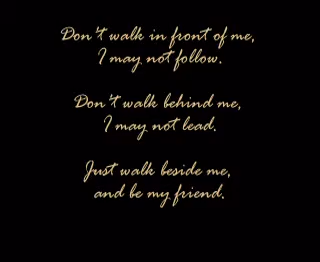 Don't walk in front of me,
I may not follow.
Don't walk behind me,
I may not lead.
Just walk beside me,
and be my friend.